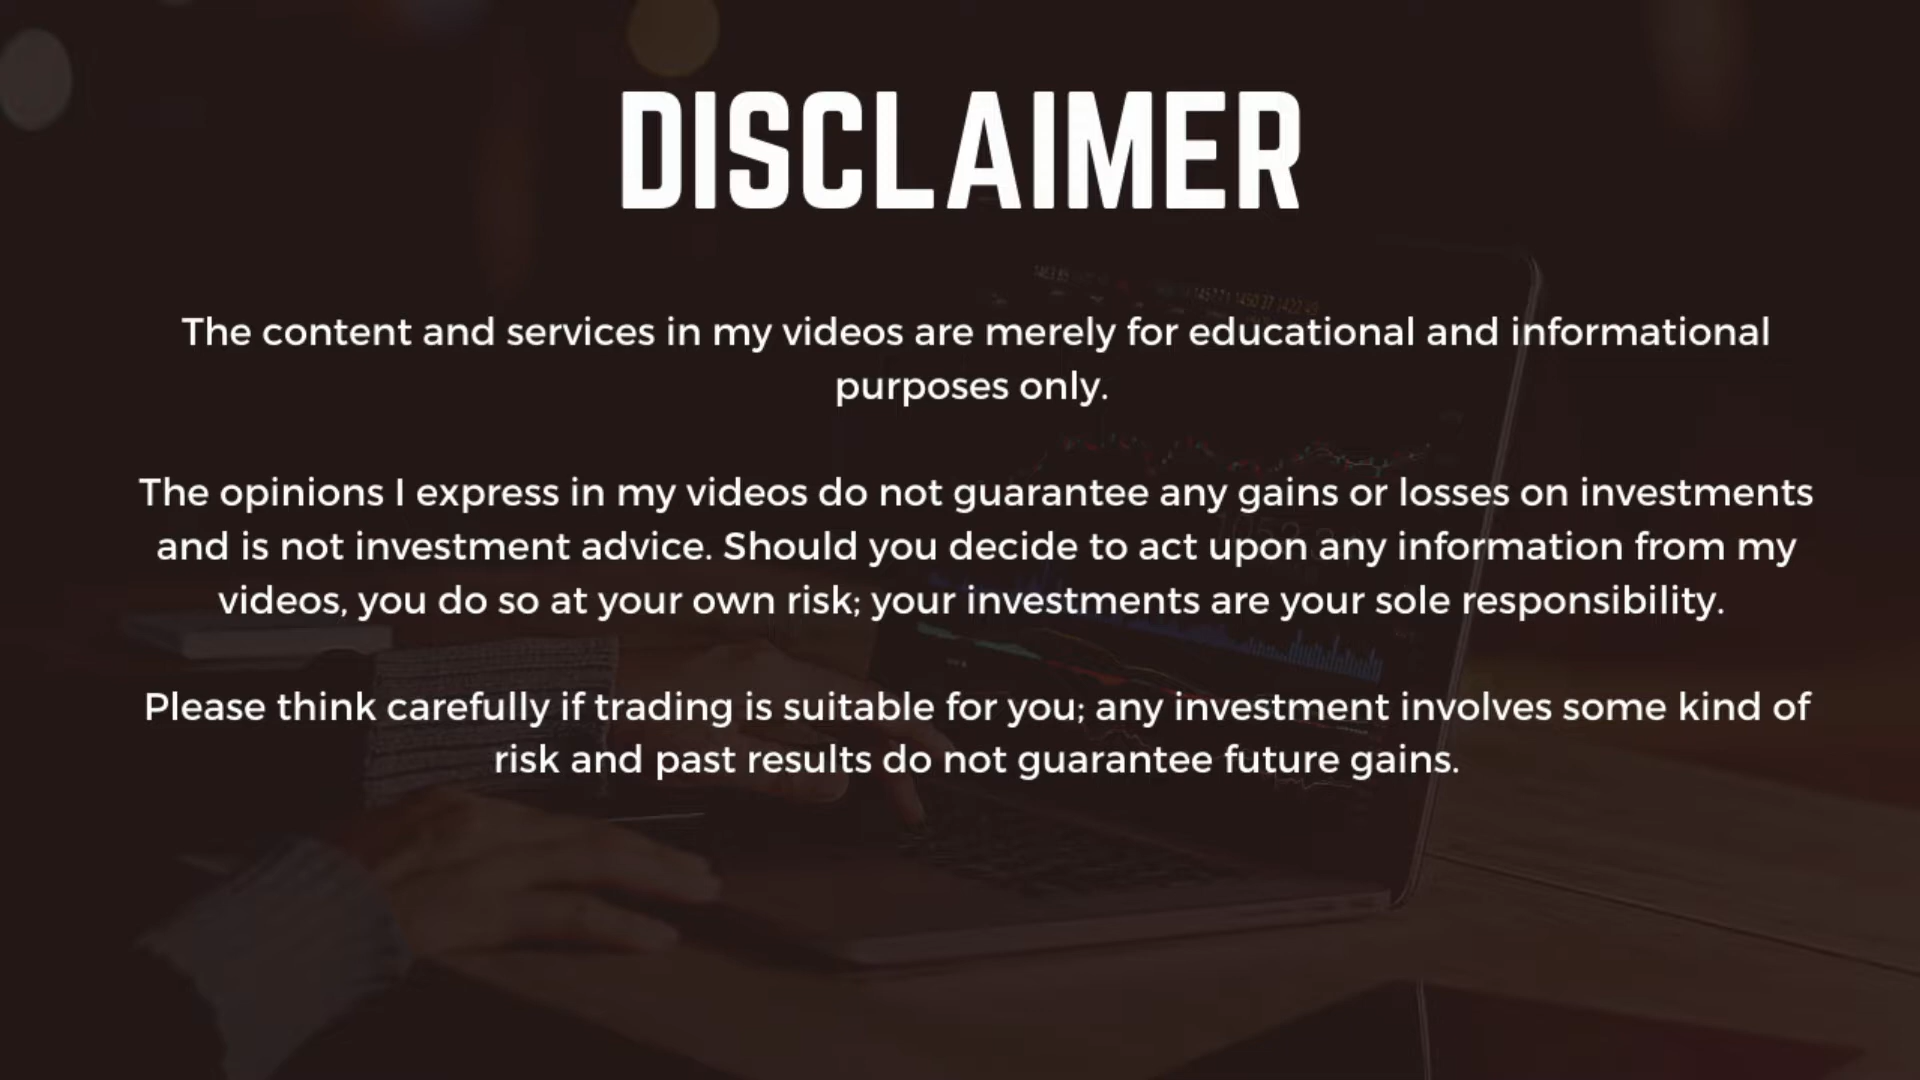 DISCLAIMER
The content and services in my videos are merely for educational and informational
purposes only.
The opinions I express in my videos do not guarantee any gains or losses on investments
and is not investment advice. Should you decide to act upon any information from my
videos, you do so at your own risk; your investments are your sole responsibility.
Please think carefully if trading is suitable for you; any investment involves some kind of
risk and past results do not guarantee future gains.